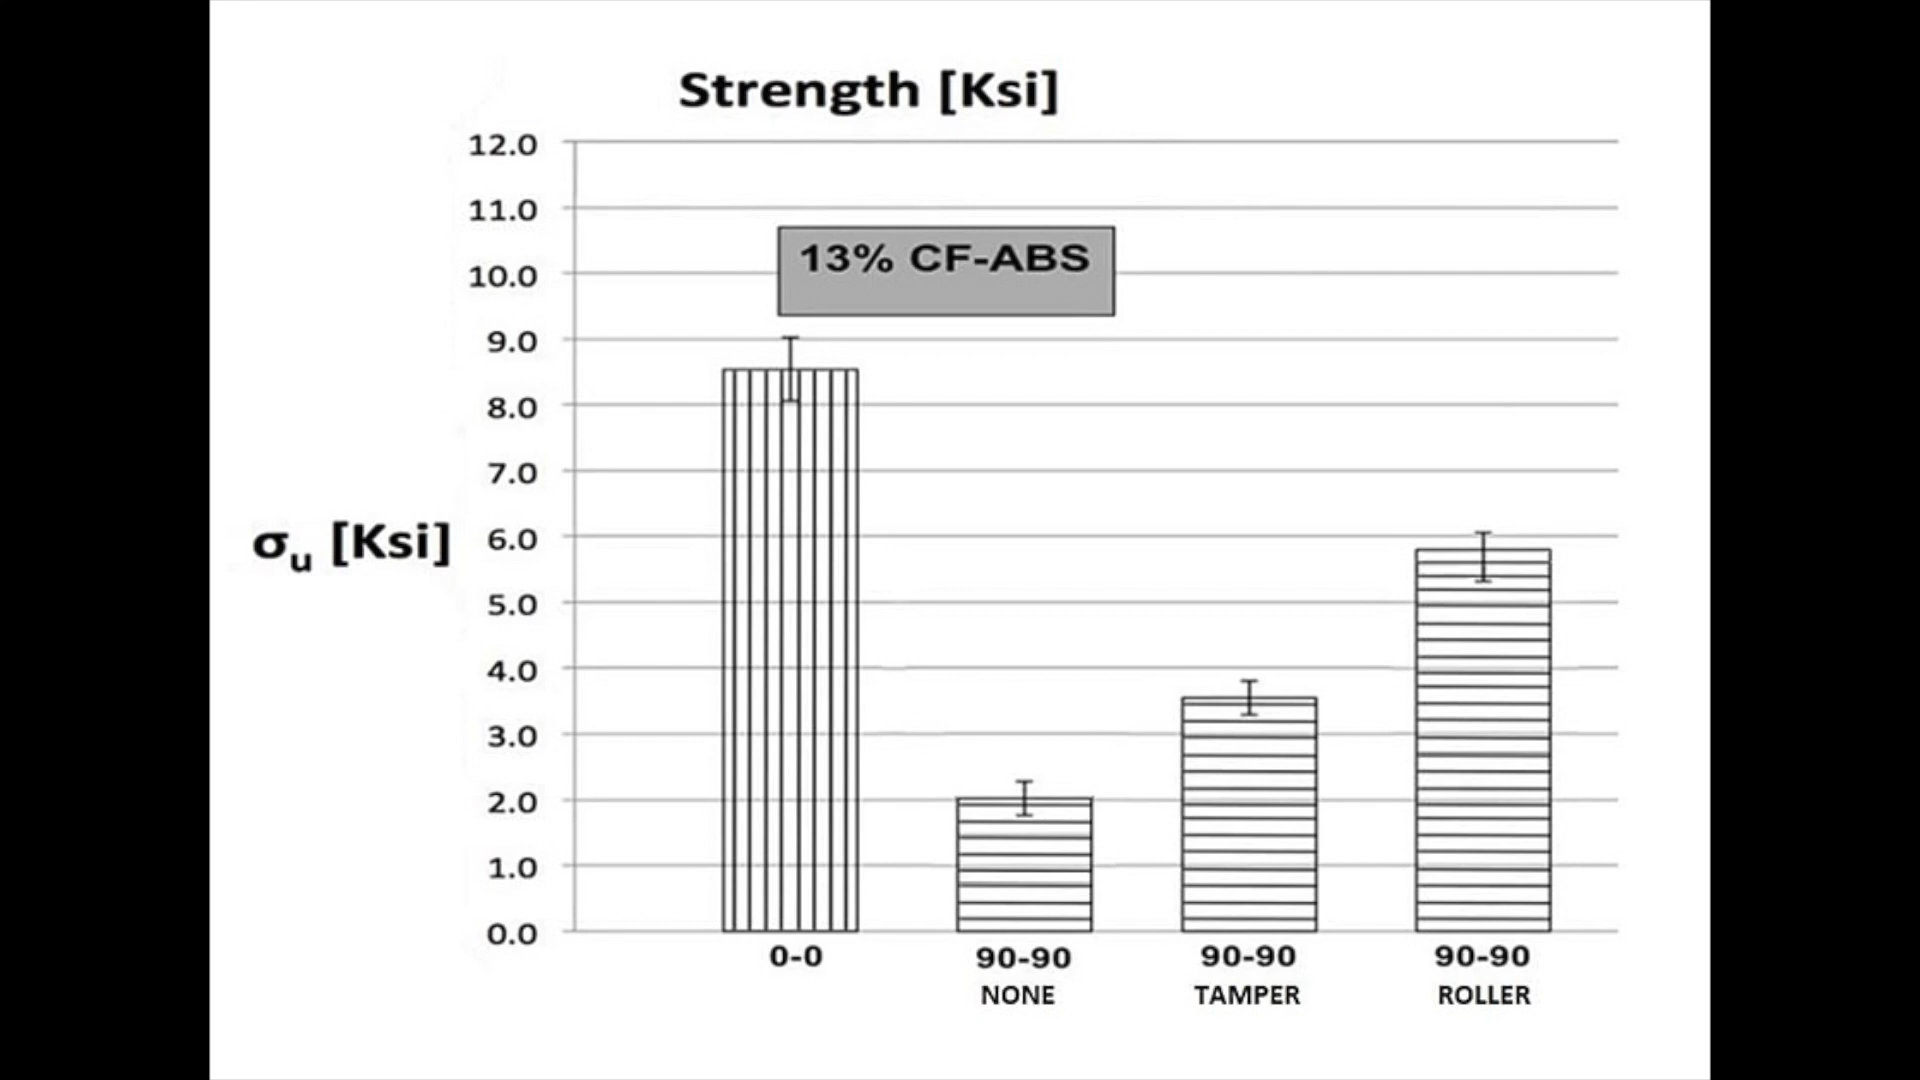 Strength [Ksi]
12.0
11.0
13% CF-ABS
10.0
9.0
8.0
7.0
σu [Ksi]
6.0
5.0
4.0
3.0
2.0
1.0
0.0
0-0 90-90 90-90 90-90
NONE TAMPER ROLLER